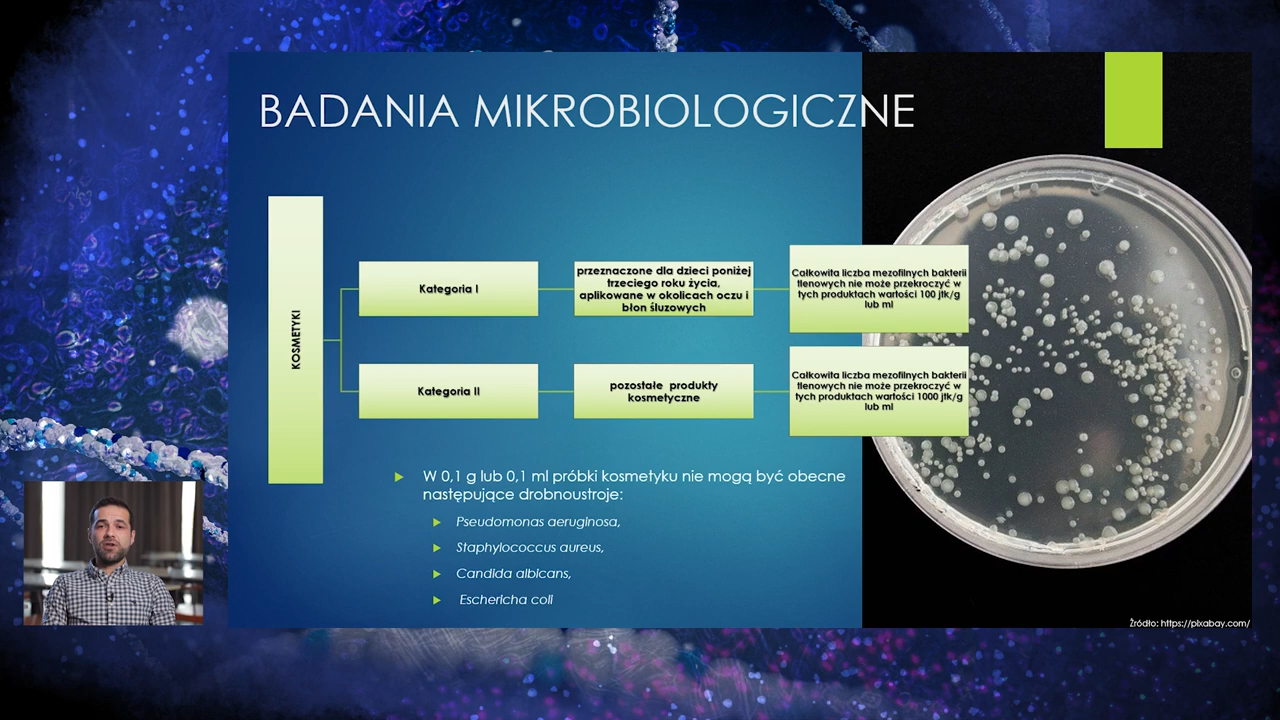 BADANIA MIKROBIOLOGICZNE
KOSMETYKI
Kategoria I
przeznaczone dla dzieci poniżej
trzeciego roku życia,
aplikowane w okolicach oczu i
błon śluzowych
Całkowita liczba mezofilnych bakterii
tlenowych nie może przekroczyć w
tych produktach wartości 100 jtk/g
lub ml
Kategoria II
pozostałe produkty
kosmetyczne
Całkowita liczba mezofilnych bakterii
tlenowych nie może przekroczyć w
tych produktach wartości 1000 jtk/g
lub ml
W 0,1 g lub 0,1 ml próbki kosmetyku nie mogą być obecne
następujące drobnoustroje:
Pseudomonas aeruginosa,
Staphylococcus aureus,
Candida albicans,
Eschericha coli
Źródło: https://pixabay.com/